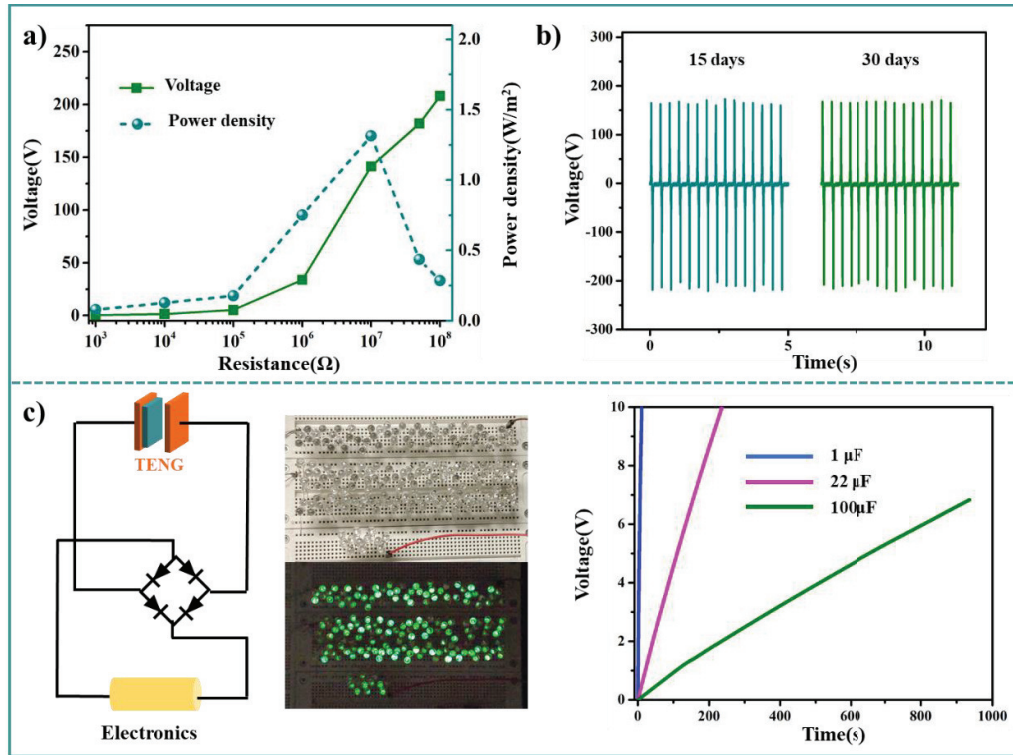 a)
250
200
150
100
50
0
Voltage(V)
2.0
1.5
1.0
0.5
0.0
Power density(W/m²)
Voltage
Power density
10³ 10⁴ 10⁵ 10⁶ 10⁷ 10⁸
Resistance(Ω)
b)
300
200
100
0
-100
-200
-300
Voltage(V)
15 days 30 days
0 5 10
Time(s)
c)
TENG
Electronics
10
8
6
4
2
0
Voltage(V)
1 μF
22 μF
100μF
0 200 400 600 800 1000
Time(s)